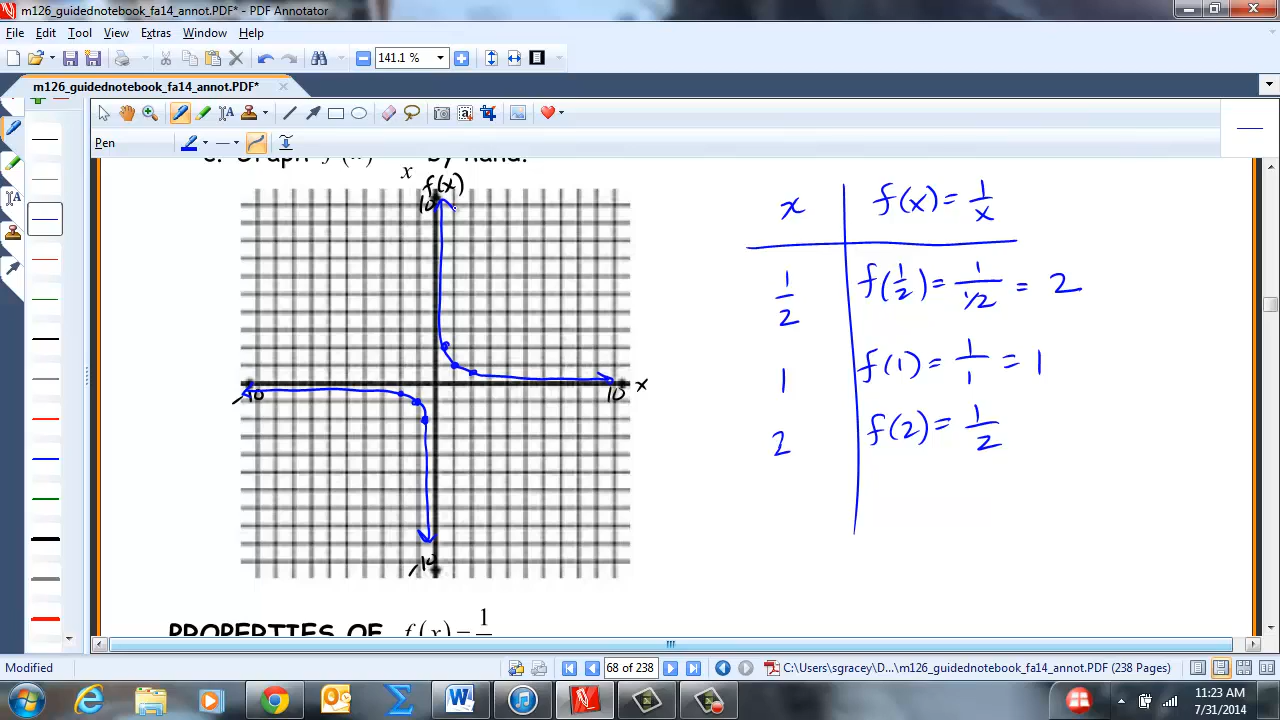 m126_guidednotebook_fa14_annot.PDF* - PDF Annotator
File Edit Tool View Extras Window Help
141.1 %
m126_guidednotebook_fa14_annot.PDF*
Pen
x
f(x)
10
-10
10
x
-10
x f(x) = 1/x
1/2 f(1/2) = 1/(1/2) = 2
1 f(1) = 1/1 = 1
2 f(2) = 1/2
PROPERTIES OF f(x) = 1
Modified
68 of 238
C:\Users\sgracey\D...\m126_guidednotebook_fa14_annot.PDF (238 Pages)
11:23 AM
7/31/2014